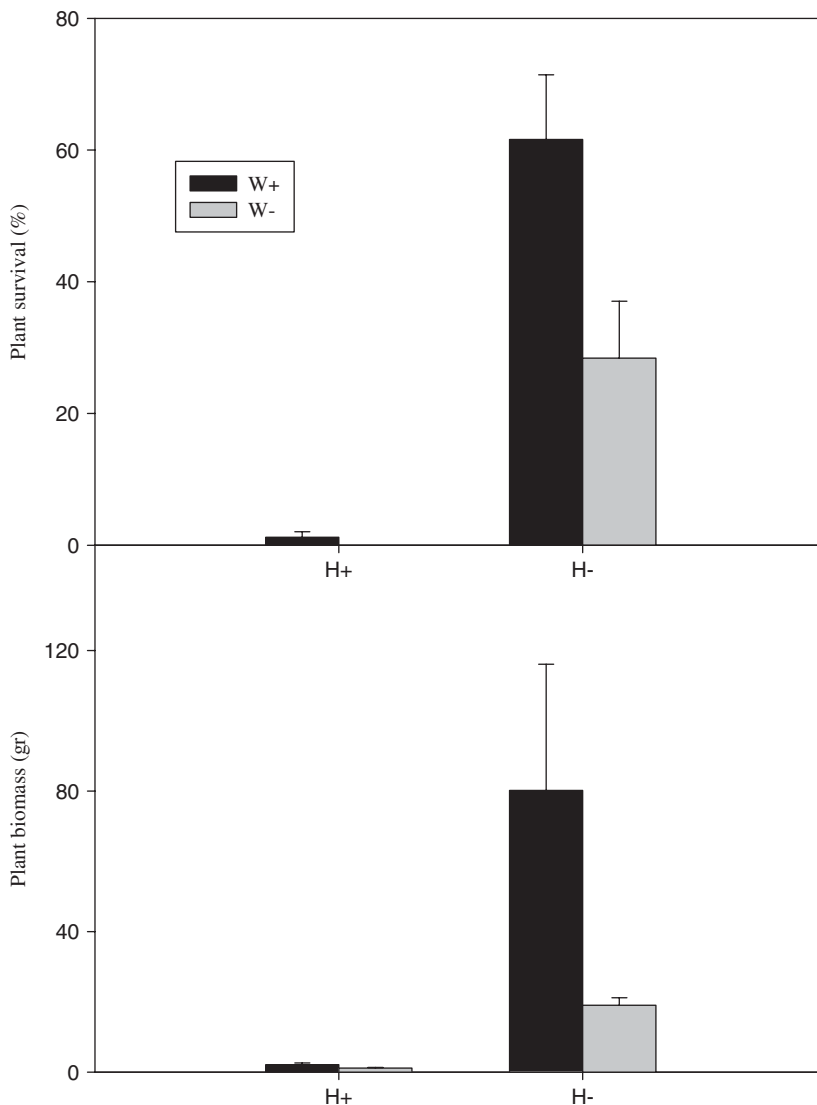 80
60
40
20
0
Plant survival (%)
W+
W-
H+
H-
120
80
40
0
Plant biomass (gr)
H+
H-